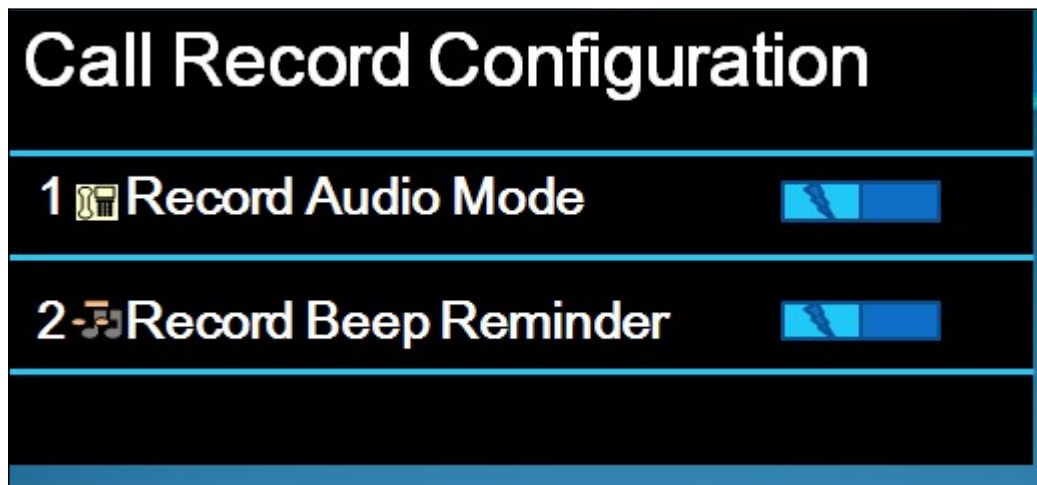 Call Record Configuration
1 Record Audio Mode
2 Record Beep Reminder